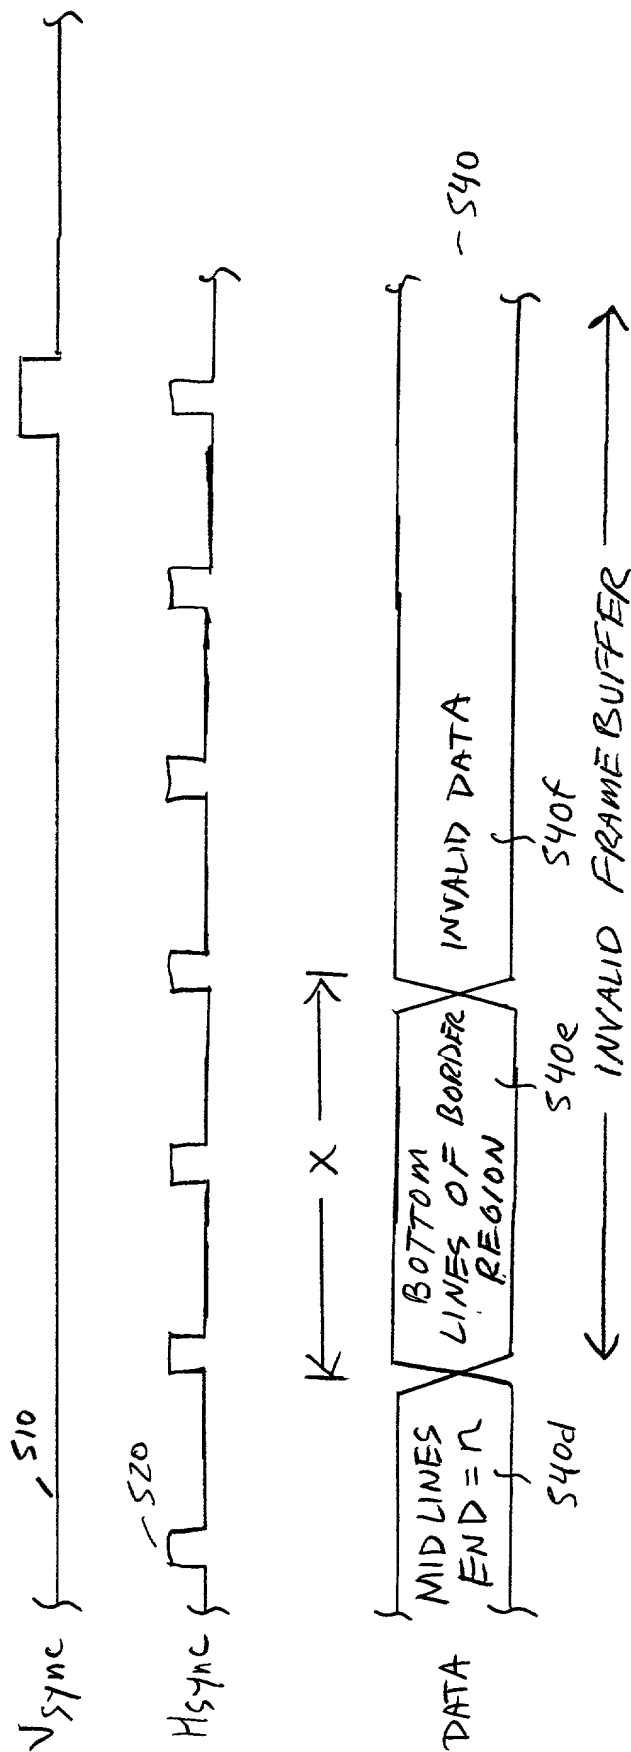 Vsync
510
Hsync
520
X
DATA
MID LINES
END = n
540d
BOTTOM
LINES OF BORDER
REGION
540e
INVALID DATA
540f
540
INVALID FRAME BUFFER